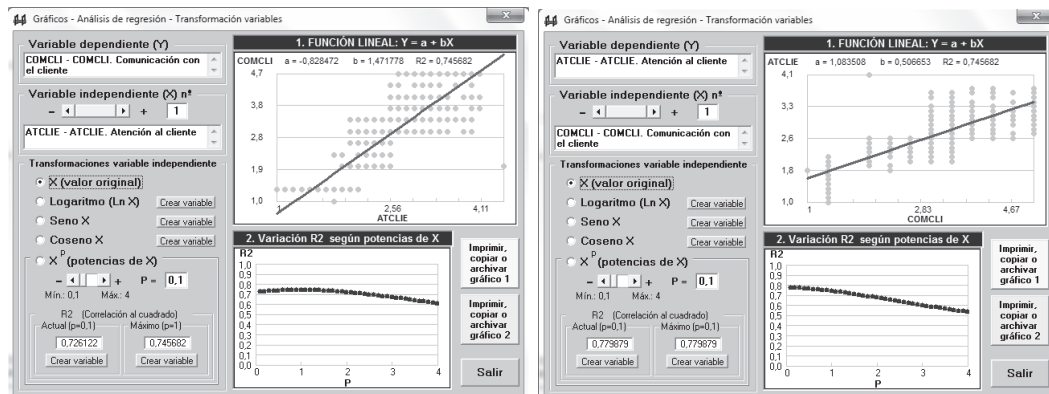 Gráficos - Análisis de regresión - Transformación variables
Variable dependiente (Y)
COMCLI - COMCLI. Comunicación con
el cliente
Variable independiente (X) nº
- + 1
ATCLIE - ATCLIE. Atención al cliente
Transformaciones variable independiente
X (valor original)
Logaritmo (Ln X) Crear variable
Seno X Crear variable
Coseno X Crear variable
X p (potencias de X)
- + P = 0,1
Mín.: 0,1 Máx.: 4
R2 (Correlación al cuadrado)
Actual (p=0,1) Máximo (p=1)
0,726122 0,745682
Crear variable Crear variable
1. FUNCIÓN LINEAL: Y = a + bX
COMCLI a = -0,828472 b = 1,471778 R2 = 0,745682
4,7
3,8
2,8
1,9
1,0
1 2,56 4,11
ATCLIE
2. Variación R2 según potencias de X
R2
1,0
0,9
0,8
0,7
0,6
0,5
0,4
0,3
0,2
0,1
0,0
0 1 2 3 4
P
Imprimir,
copiar o
archivar
gráfico 1
Imprimir,
copiar o
archivar
gráfico 2
Salir
Gráficos - Análisis de regresión - Transformación variables
Variable dependiente (Y)
ATCLIE - ATCLIE. Atención al cliente
Variable independiente (X) nº
- + 1
COMCLI - COMCLI. Comunicación con
el cliente
Transformaciones variable independiente
X (valor original)
Logaritmo (Ln X) Crear variable
Seno X Crear variable
Coseno X Crear variable
X p (potencias de X)
- + P = 0,1
Mín.: 0,1 Máx.: 4
R2 (Correlación al cuadrado)
Actual (p=0,1) Máximo (p=0,1)
0,779879 0,779879
Crear variable Crear variable
1. FUNCIÓN LINEAL: Y = a + bX
ATCLIE a = 1,083508 b = 0,506653 R2 = 0,745682
4,1
3,3
2,6
1,8
1,0
1 2,83 4,67
COMCLI
2. Variación R2 según potencias de X
R2
1,0
0,9
0,8
0,7
0,6
0,5
0,4
0,3
0,2
0,1
0,0
0 1 2 3 4
P
Imprimir,
copiar o
archivar
gráfico 1
Imprimir,
copiar o
archivar
gráfico 2
Salir